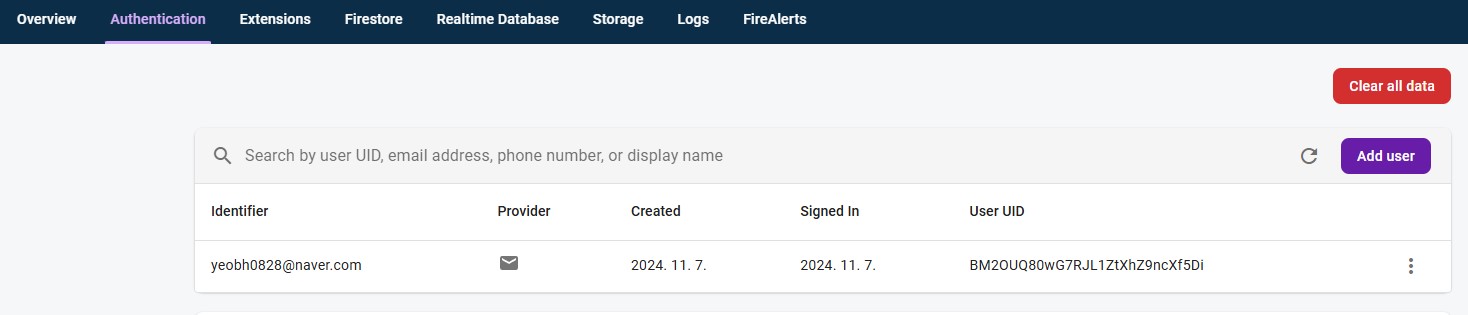 Overview Authentication Extensions Firestore Realtime Database Storage Logs FireAlerts
Clear all data
Search by user UID, email address, phone number, or display name Add user
Identifier Provider Created Signed In User UID
yeobh0828@naver.com 2024. 11. 7. 2024. 11. 7. BM2OUQ80wG7RJL1ZtXhZ9ncXf5Di